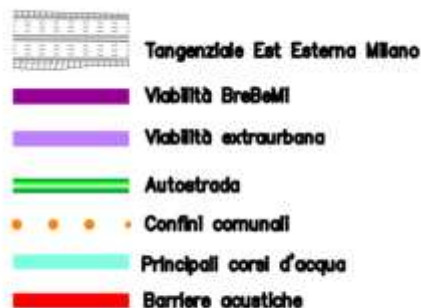 Tangenziale Est Esterna Milano
Viabilità BreBeMi
Viabilità extraurbana
Autostrada
Confini comunali
Principali corsi d'acqua
Barriere acustiche